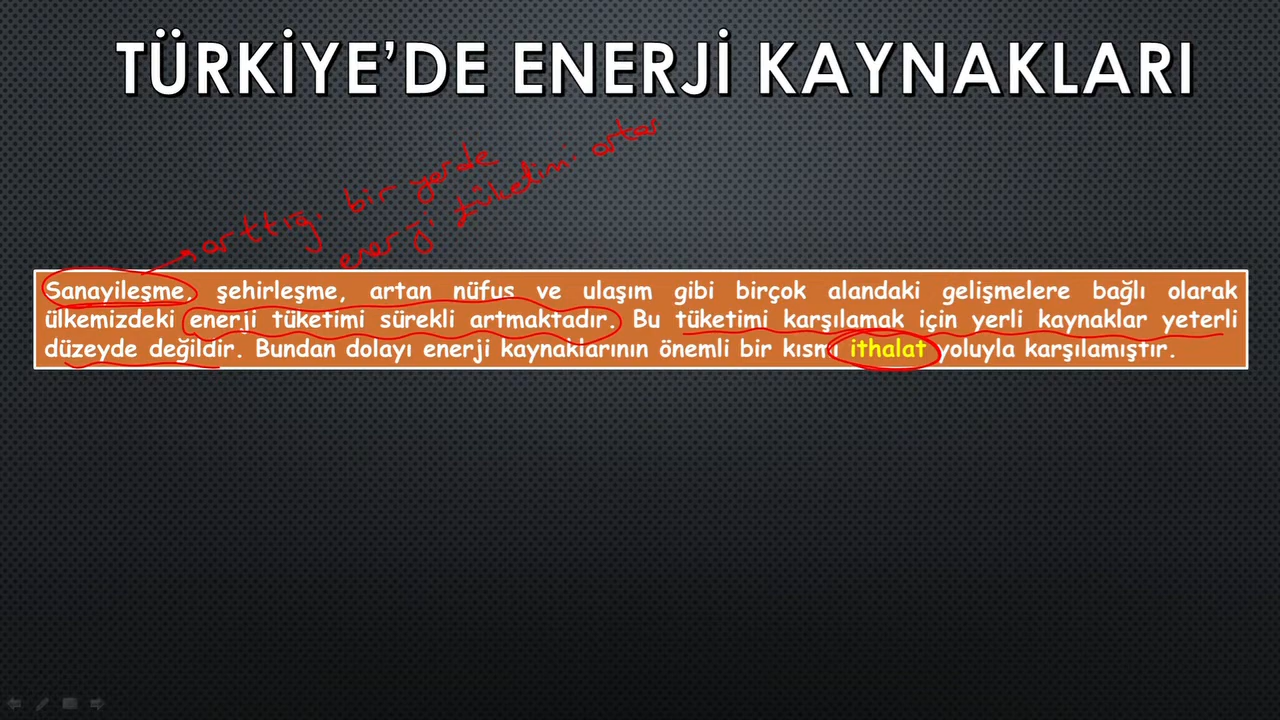 TÜRKİYE’DE ENERJİ KAYNAKLARI
arttığı bir yerde
enerji tüketimi artar
Sanayileşme, şehirleşme, artan nüfus ve ulaşım gibi birçok alandaki gelişmelere bağlı olarak
ülkemizdeki enerji tüketimi sürekli artmaktadır. Bu tüketimi karşılamak için yerli kaynaklar yeterli
düzeyde değildir. Bundan dolayı enerji kaynaklarının önemli bir kısmı ithalat yoluyla karşılamıştır.